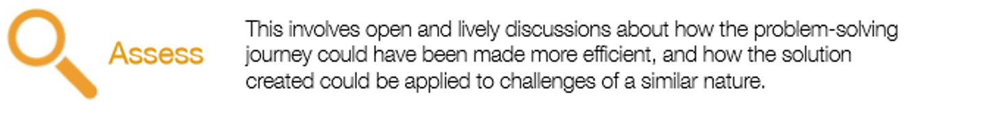 Assess
This involves open and lively discussions about how the problem-solving
journey could have been made more efficient, and how the solution
created could be applied to challenges of a similar nature.